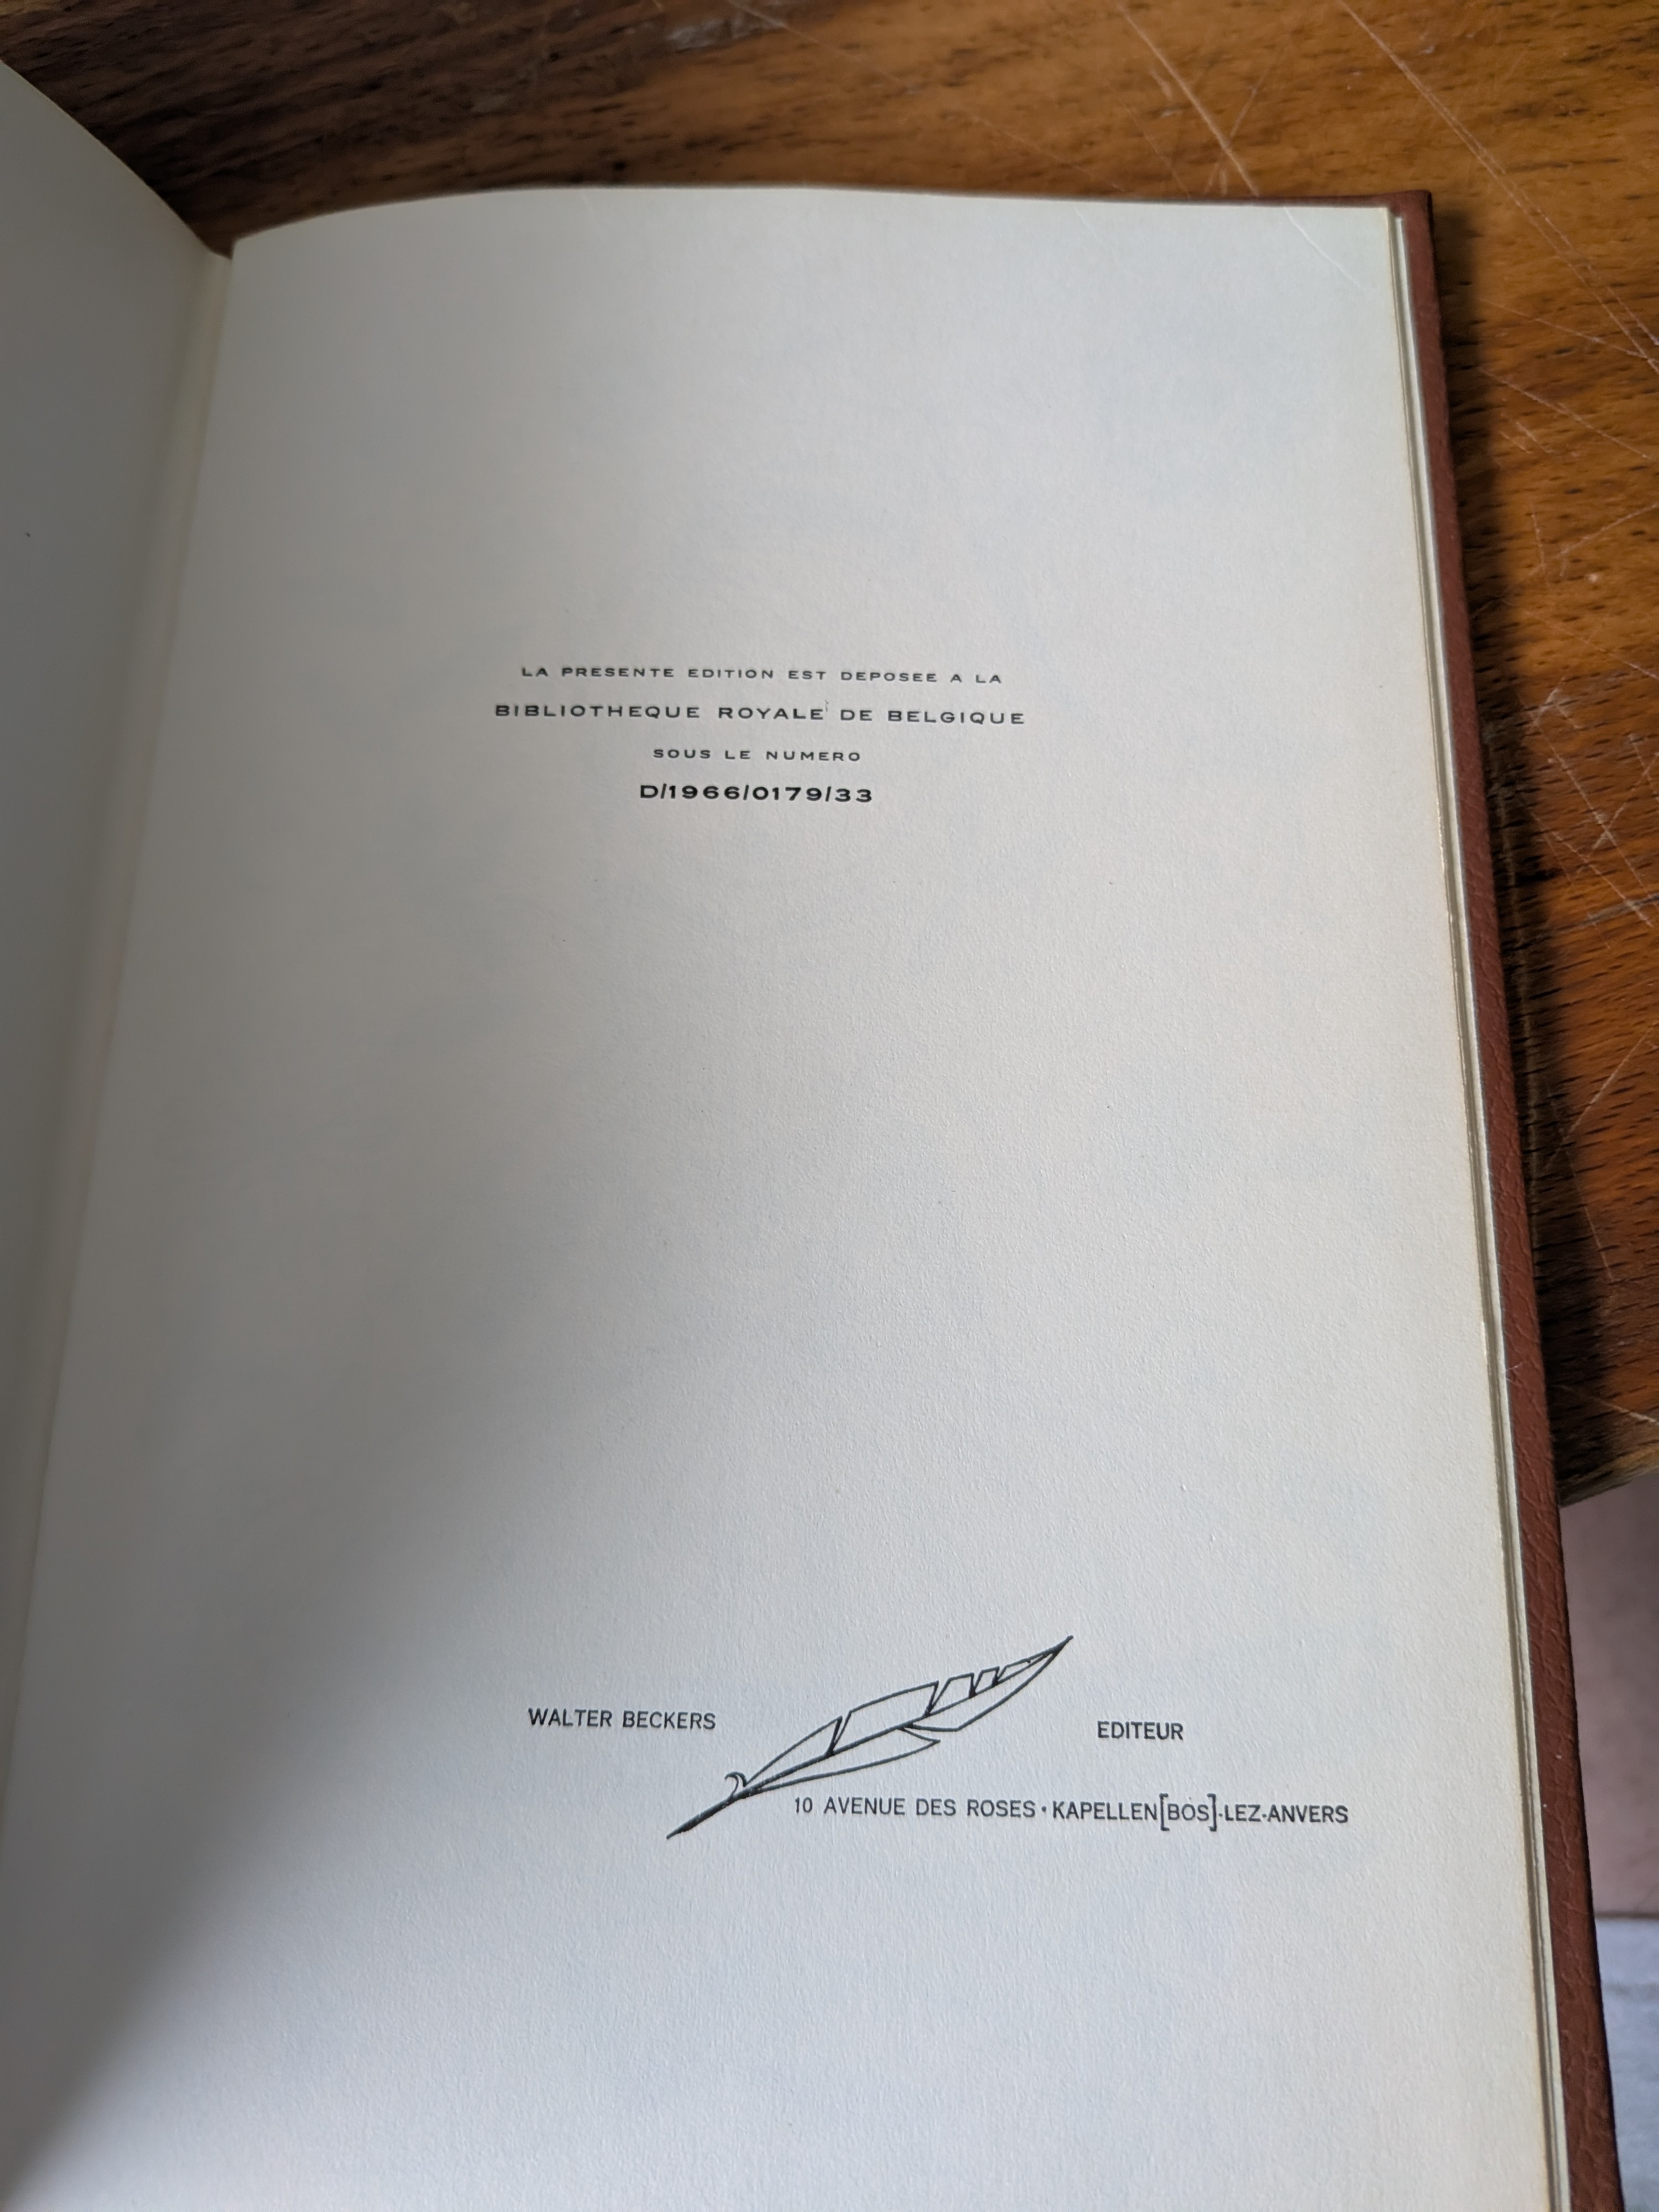 LA PRESENTE EDITION EST DEPOSEE A LA
BIBLIOTHEQUE ROYALE DE BELGIQUE
SOUS LE NUMERO
D/1966/0179/33
WALTER BECKERS EDITEUR
10 AVENUE DES ROSES · KAPELLEN[BOS]-LEZ-ANVERS